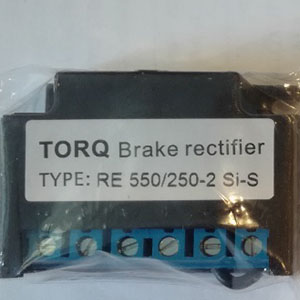 TORQ Brake rectifier
TYPE: RE 550/250-2 Si-S